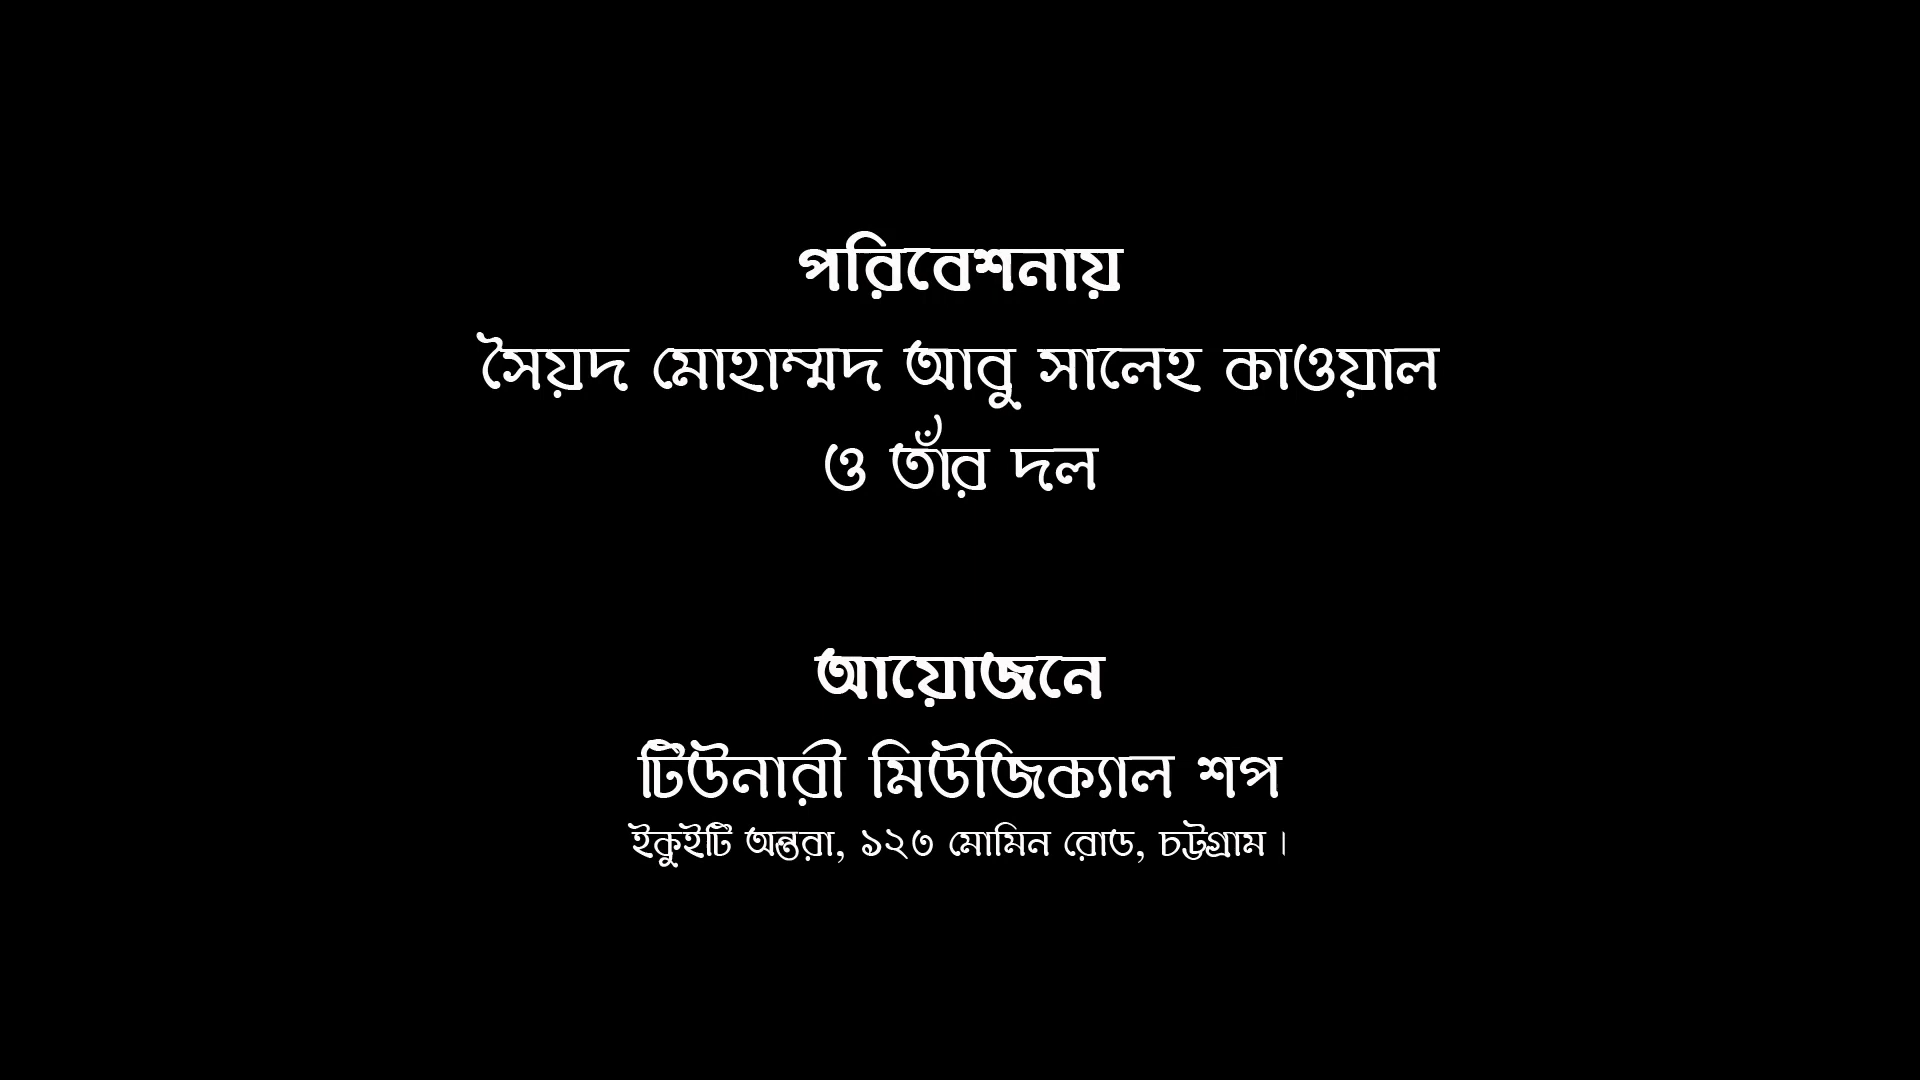 পরিবেশনায়
সৈয়দ মোহাম্মদ আবু সালেহ কাওয়াল
ও তাঁর দল
আয়োজনে
টিউনারী মিউজিক্যাল শপ
ইকুইটি অন্তরা, ১২৩ মোমিন রোড, চট্টগ্রাম।